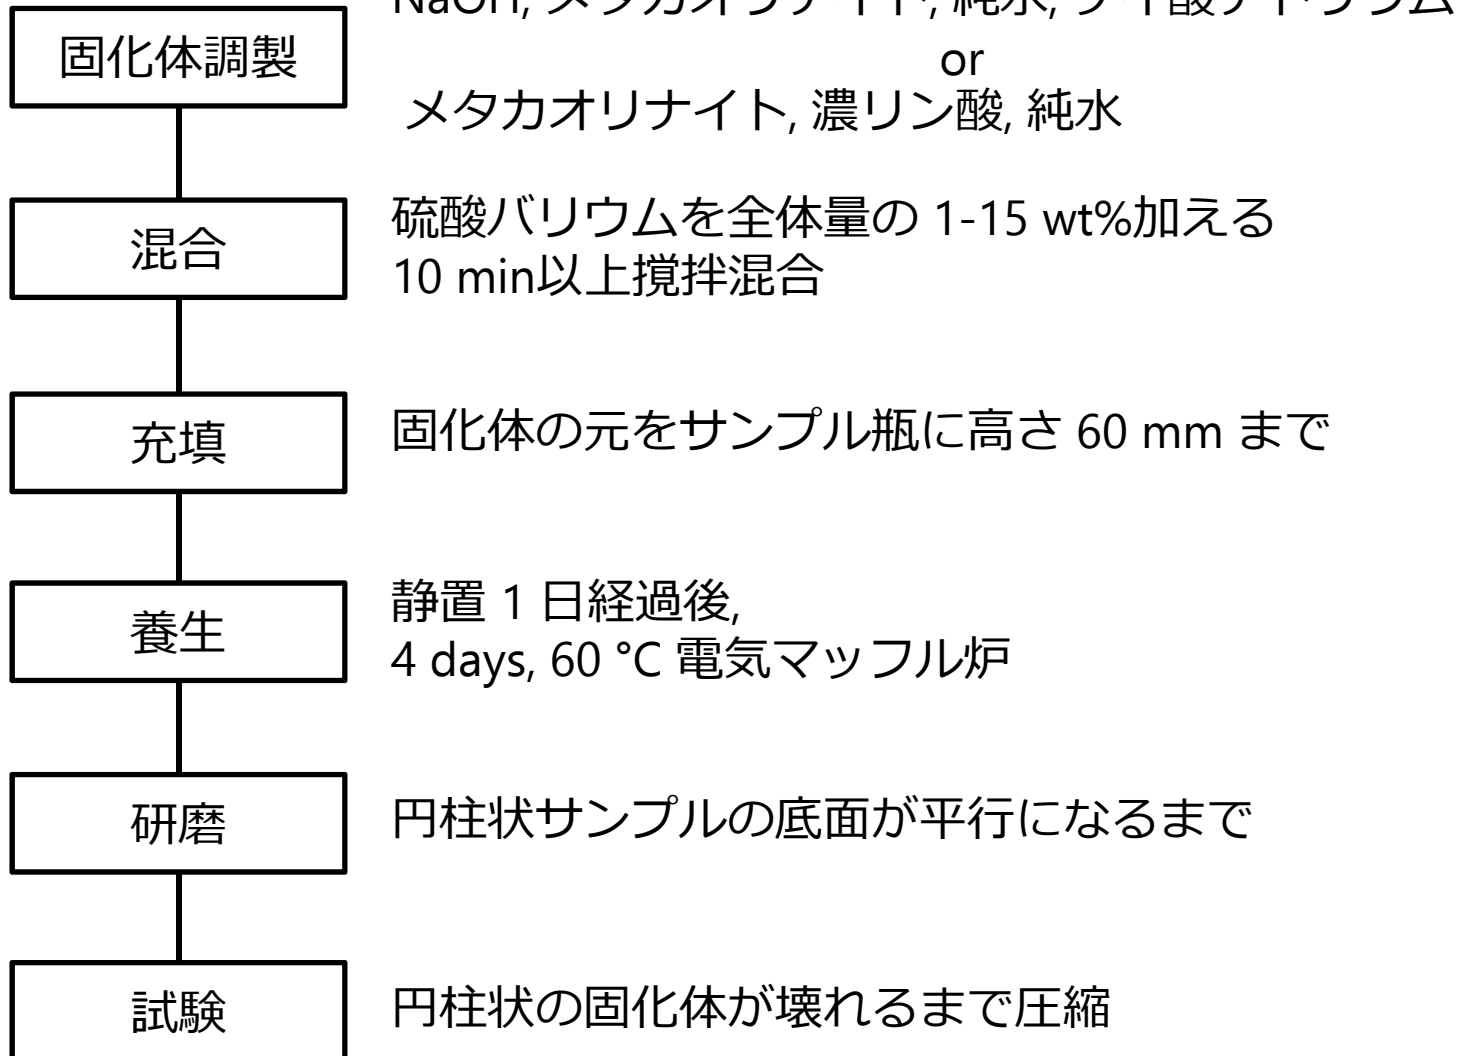 NaOH, メタカオリナイト, 純水, ケイ酸ナトリウム
固化体調製
or
メタカオリナイト, 濃リン酸, 純水
混合
硫酸バリウムを全体量の 1-15 wt%加える
10 min以上撹拌混合
充填
固化体の元をサンプル瓶に高さ 60 mm まで
養生
静置 1 日経過後,
4 days, 60 °C 電気マッフル炉
研磨
円柱状サンプルの底面が平行になるまで
試験
円柱状の固化体が壊れるまで圧縮